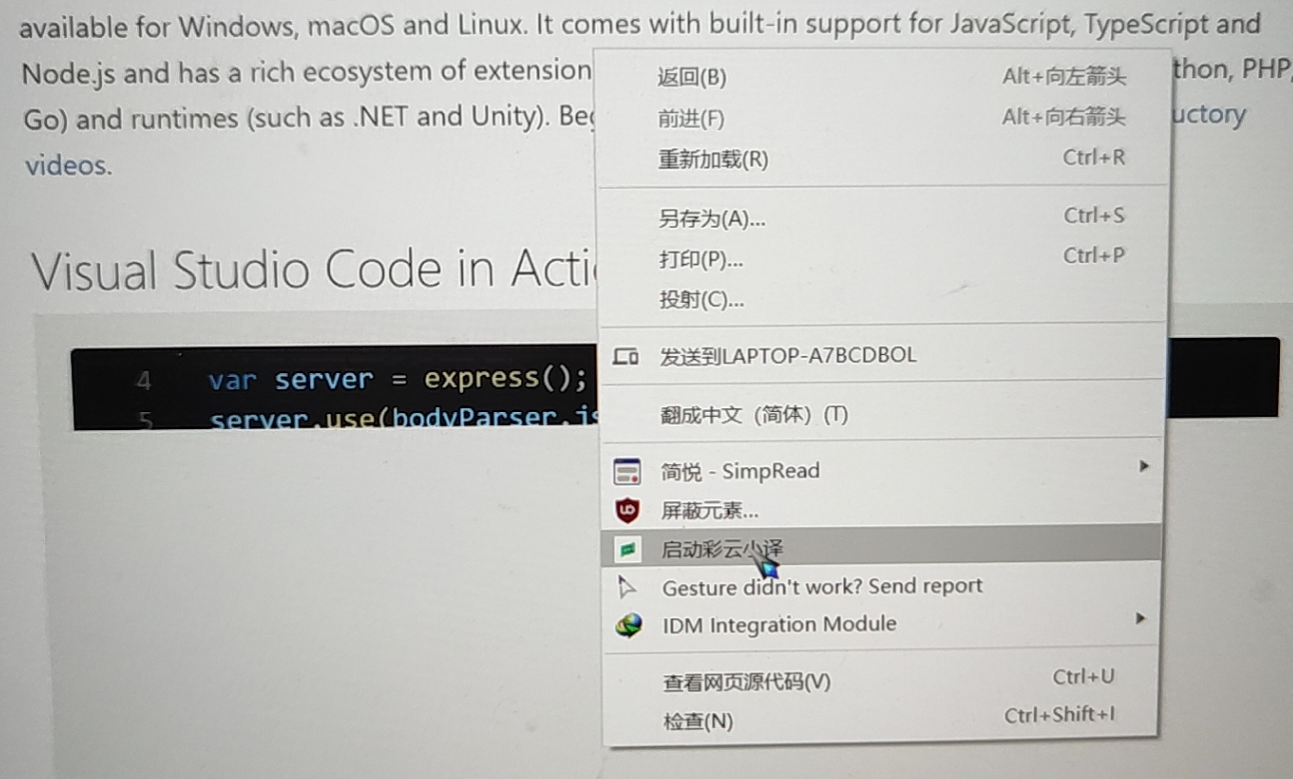 available for Windows, macOS and Linux. It comes with built-in support for JavaScript, TypeScript and
Node.js and has a rich ecosystem of extension thon, PHP,
Go) and runtimes (such as .NET and Unity). Beg uctory
videos.
Visual Studio Code in Actio
4 var server = express();
5 server.use(bodyParser.js
返回(B) Alt+向左箭头
前进(F) Alt+向右箭头
重新加载(R) Ctrl+R
另存为(A)... Ctrl+S
打印(P)... Ctrl+P
投射(C)...
发送到LAPTOP-A7BCDBOL
翻成中文（简体）(T)
简悦 - SimpRead
屏蔽元素...
启动彩云小译
Gesture didn't work? Send report
IDM Integration Module
查看网页源代码(V) Ctrl+U
检查(N) Ctrl+Shift+I